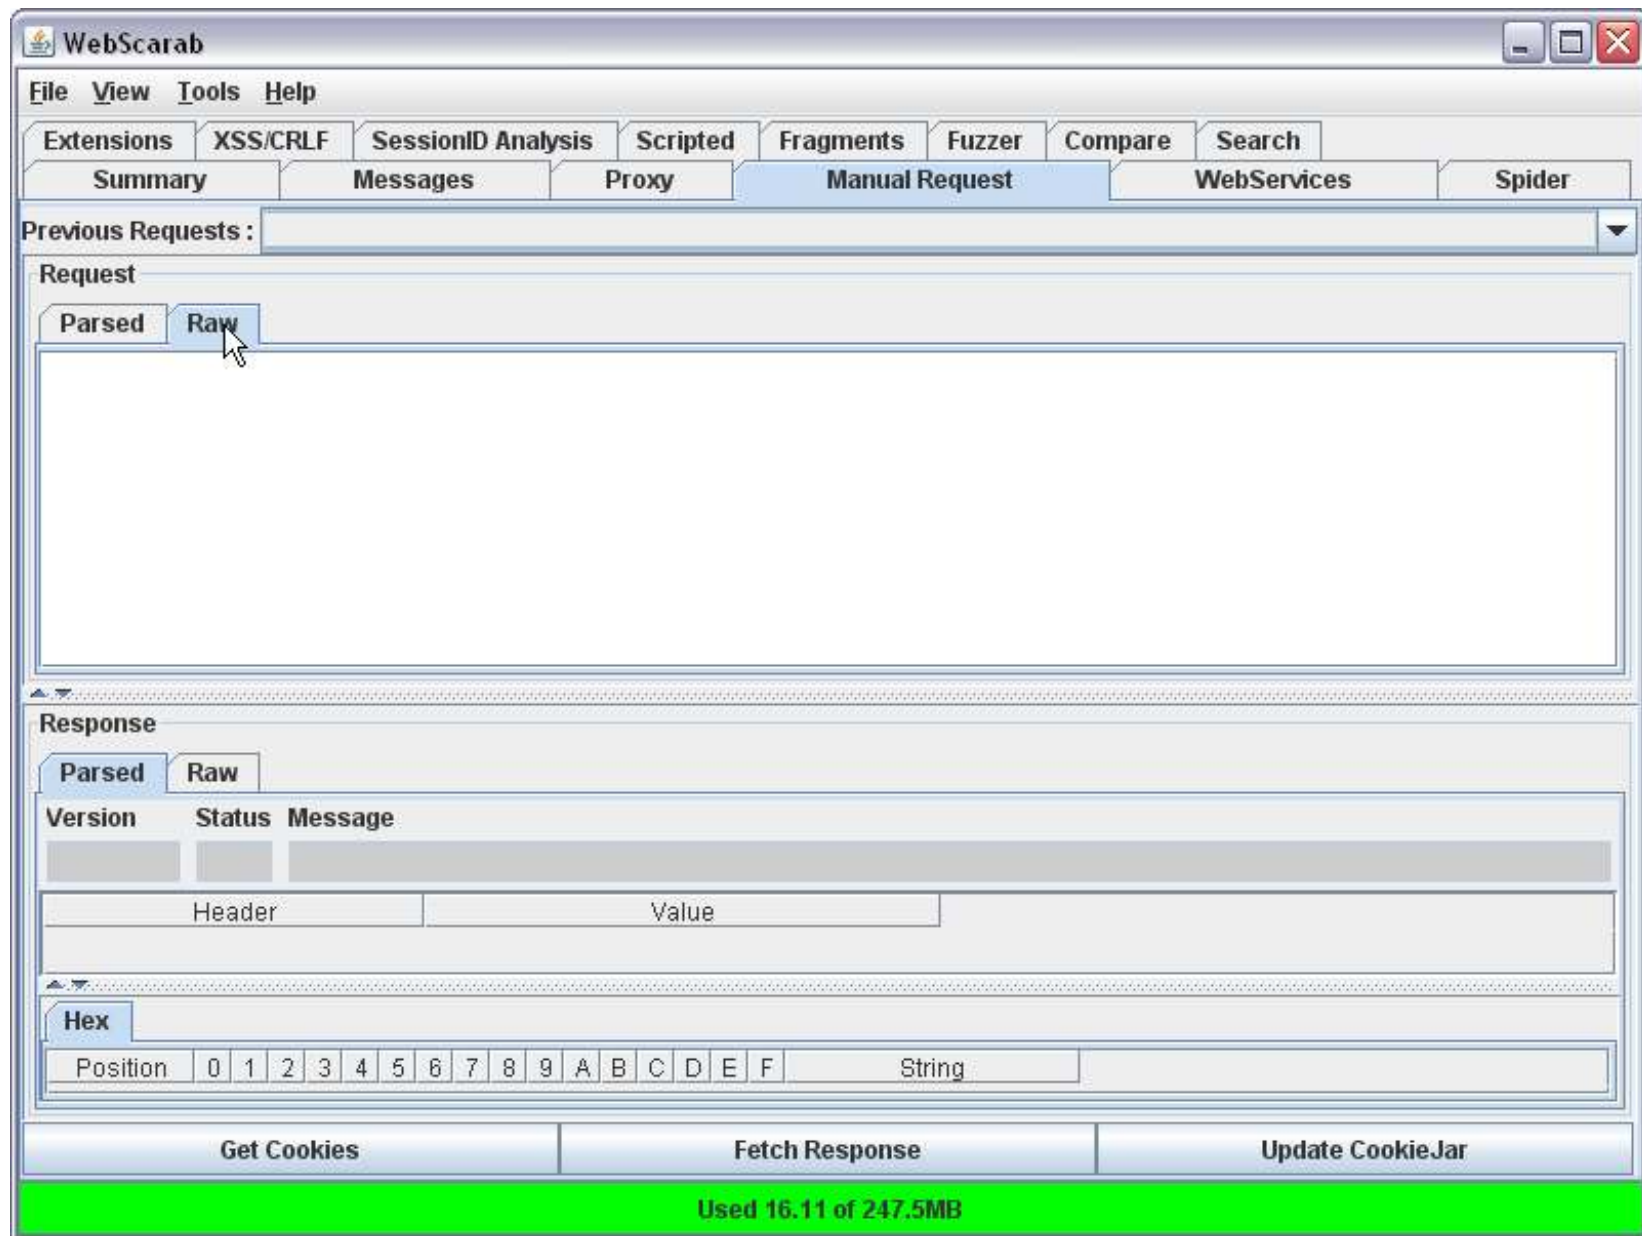 WebScarab
File View Tools Help
Extensions XSS/CRLF SessionID Analysis Scripted Fragments Fuzzer Compare Search
Summary Messages Proxy Manual Request WebServices Spider
Previous Requests :
Request
Parsed Raw
Response
Parsed Raw
Version Status Message
Header Value
Hex
Position 0 1 2 3 4 5 6 7 8 9 A B C D E F String
Get Cookies Fetch Response Update CookieJar
Used 16.11 of 247.5MB